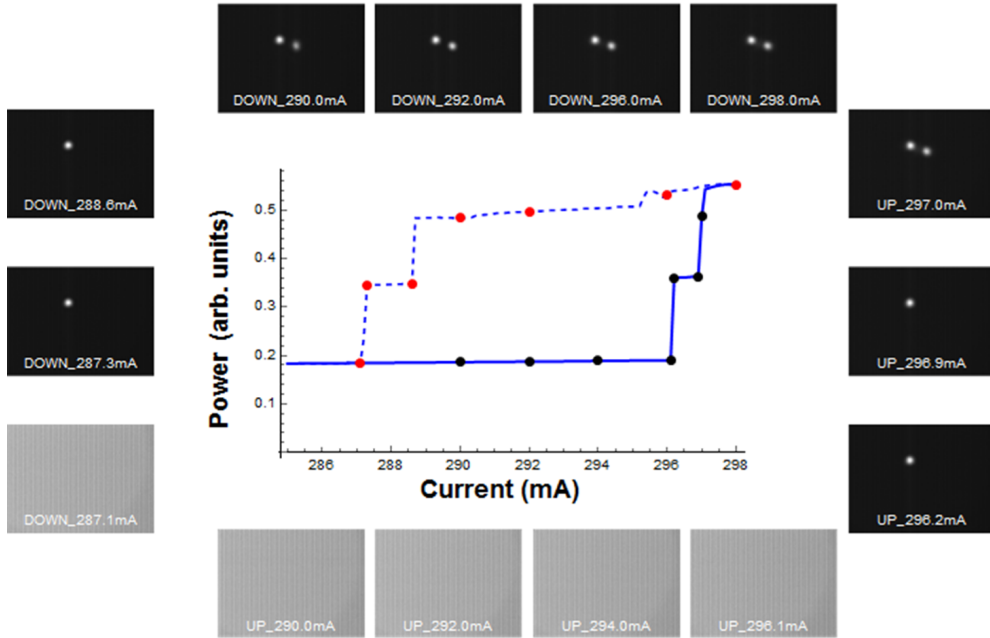 DOWN_290.0mA
DOWN_292.0mA
DOWN_296.0mA
DOWN_298.0mA
DOWN_288.6mA
UP_297.0mA
DOWN_287.3mA
UP_296.9mA
DOWN_287.1mA
UP_296.2mA
Power (arb. units)
0.5
0.4
0.3
0.2
0.1
286
288
290
292
294
296
298
Current (mA)
UP_290.0mA
UP_292.0mA
UP_294.0mA
UP_296.1mA